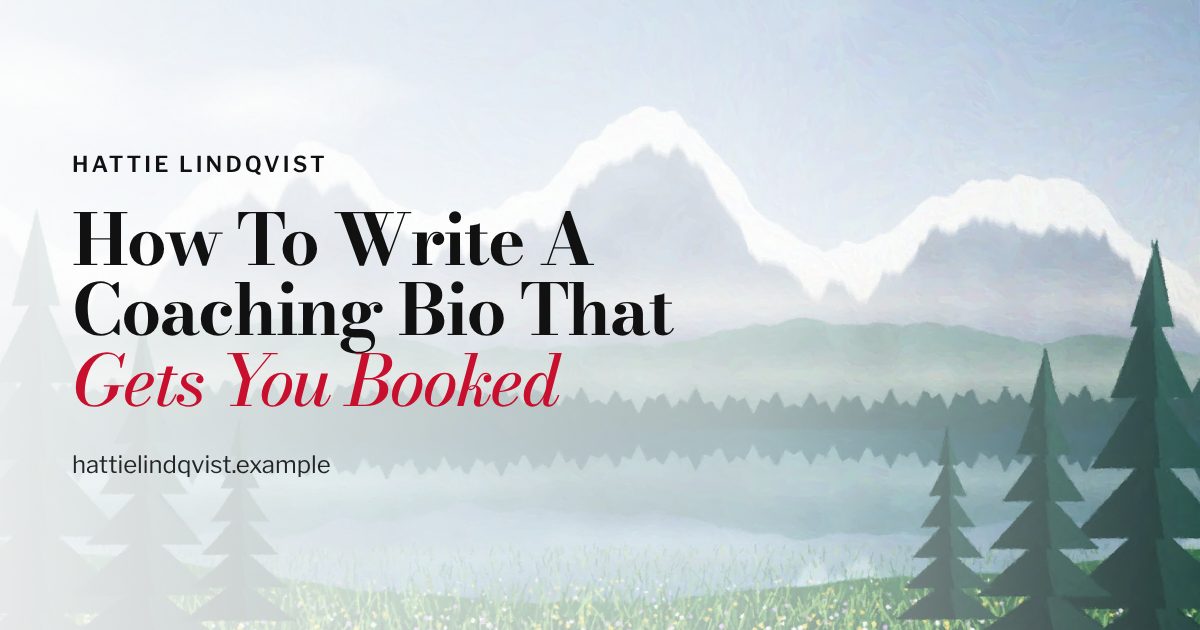 HATTIE LINDQVIST
How To Write A
Coaching Bio That
Gets You Booked
hattielindqvist.example